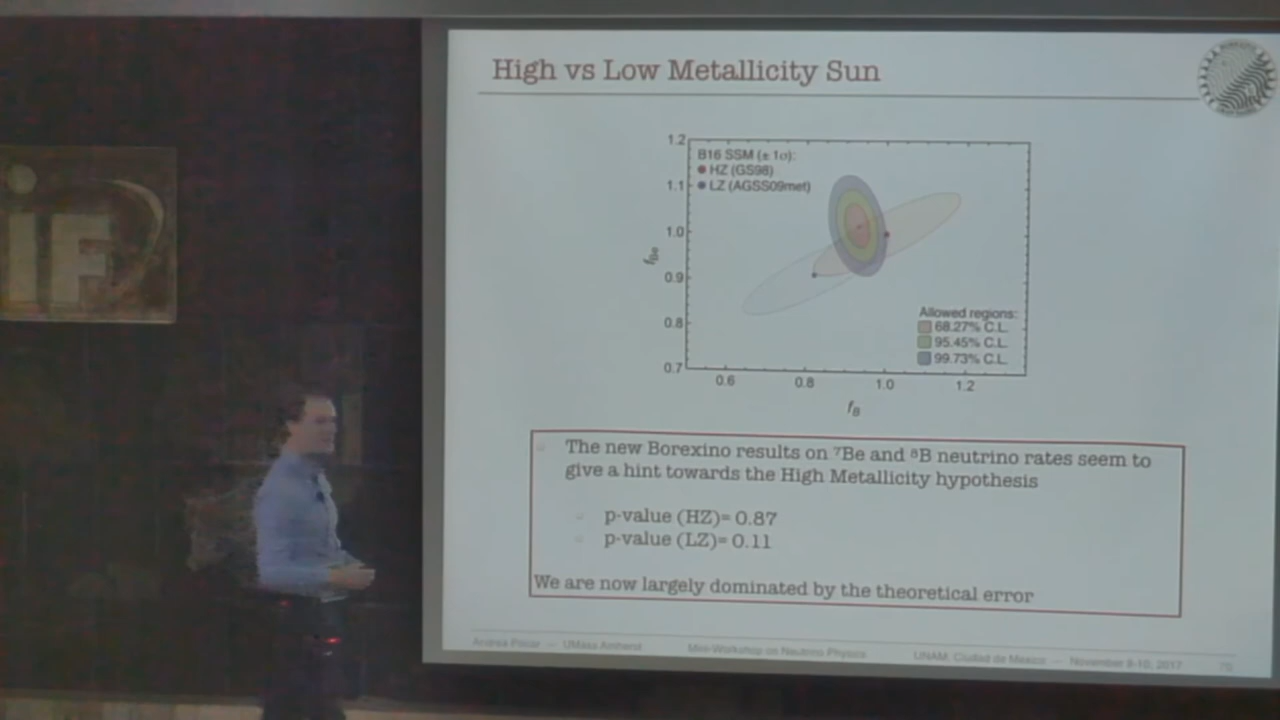 High vs Low Metallicity Sun
iF
1.2
1.1
1.0
0.9
0.8
0.7
f_Be
B16 SSM (± 1σ):
HZ (GS98)
LZ (AGSS09met)
Allowed regions:
68.27% C.L.
95.45% C.L.
99.73% C.L.
0.6 0.8 1.0 1.2
f_B
The new Borexino results on ⁷Be and ⁸B neutrino rates seem to
give a hint towards the High Metallicity hypothesis
p-value (HZ)= 0.87
p-value (LZ)= 0.11
We are now largely dominated by the theoretical error
Andrea Pocar — UMass Amherst Mini-Workshop on Neutrino Physics UNAM, Ciudad de Mexico — November 9-10, 2017